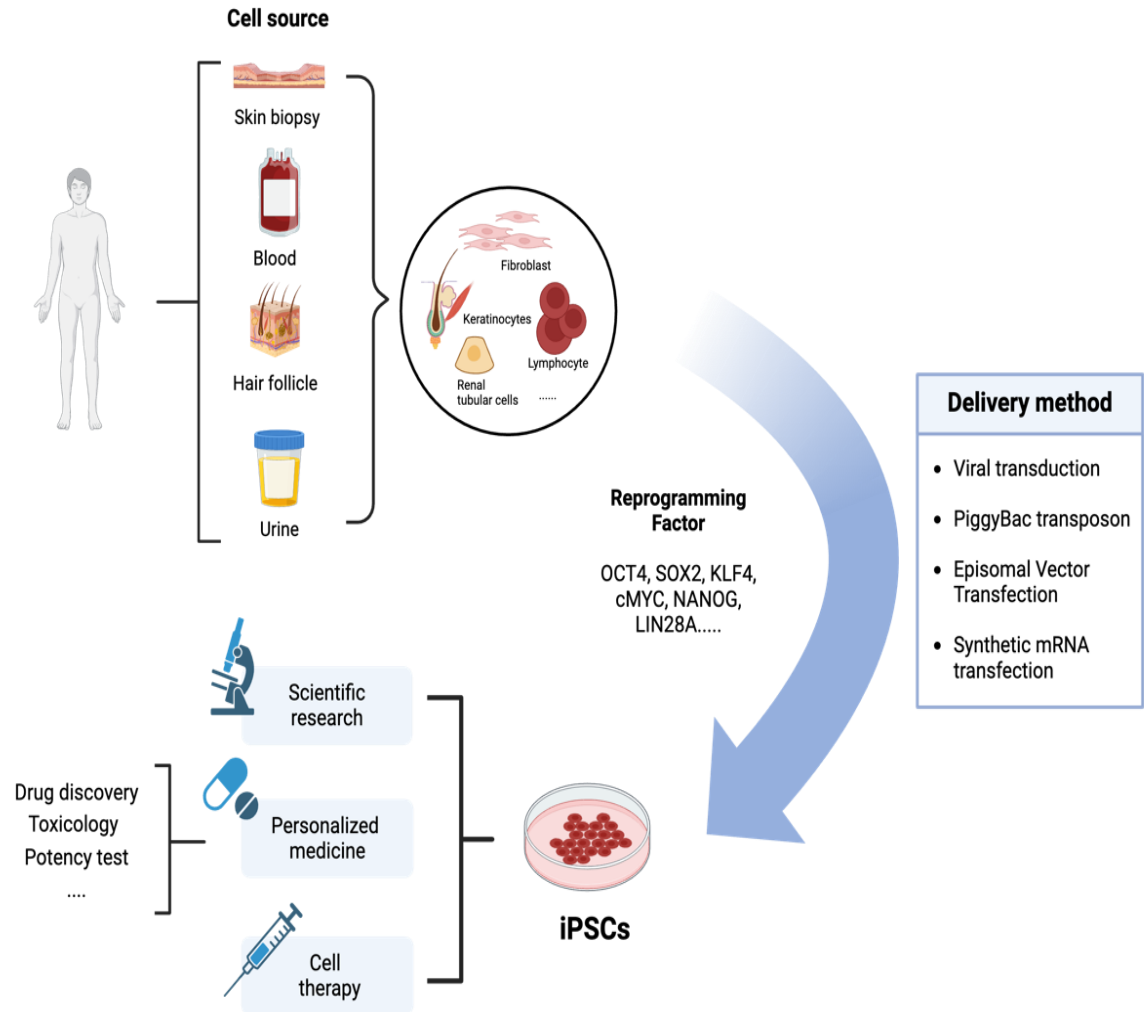 Cell source
Skin biopsy
Blood
Hair follicle
Urine
Fibroblast
Keratinocytes
Lymphocyte
Renal
tubular cells
......
Reprogramming
Factor
OCT4, SOX2, KLF4,
cMYC, NANOG,
LIN28A.....
Delivery method
• Viral transduction
• PiggyBac transposon
• Episomal Vector
Transfection
• Synthetic mRNA
transfection
iPSCs
Scientific
research
Personalized
medicine
Cell
therapy
Drug discovery
Toxicology
Potency test
....